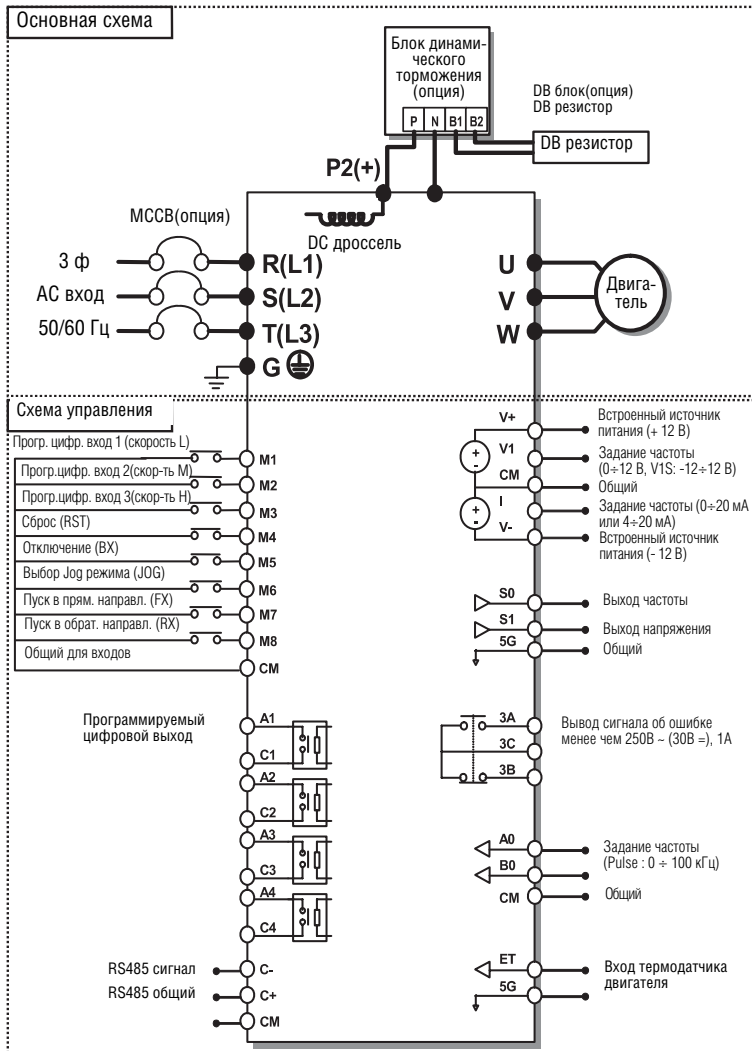 Основная схема
Блок динами-
ческого
торможения
(опция)
P N B1 B2
DB блок(опция)
DB резистор
DB резистор
P2(+)
MCCB(опция)
DC дроссель
3 ф
AC вход
50/60 Гц
R(L1)
S(L2)
T(L3)
G
U
V
W
Двига-
тель
Схема управления
Прогр. цифр. вход 1 (скорость L)
Прогр.цифр. вход 2(скор-ть M)
Прогр.цифр. вход 3(скор-ть H)
Сброс (RST)
Отключение (BX)
Выбор Jog режима (JOG)
Пуск в прям. направл. (FX)
Пуск в обрат. направл. (RX)
Общий для входов
M1
M2
M3
M4
M5
M6
M7
M8
CM
V+
V1
CM
I
V-
+
-
+
-
Встроенный источник
питания (+ 12 В)
Задание частоты
(0÷12 В, V1S: -12÷12 В)
Общий
Задание частоты (0÷20 мА
или 4÷20 мА)
Встроенный источник
питания (- 12 В)
S0
S1
5G
Выход частоты
Выход напряжения
Общий
Программируемый
цифровой выход
A1
C1
A2
C2
A3
C3
A4
C4
3A
3C
3B
Вывод сигнала об ошибке
менее чем 250В ~ (30В =), 1А
A0
B0
CM
Задание частоты
(Pulse : 0 ÷ 100 кГц)
Общий
RS485 сигнал
RS485 общий
C-
C+
CM
ET
5G
Вход термодатчика
двигателя